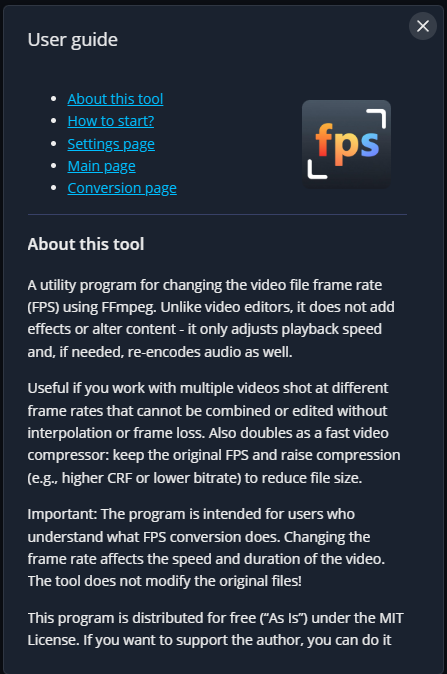 User guide
About this tool
How to start?
Settings page
Main page
Conversion page
fps
About this tool
A utility program for changing the video file frame rate
(FPS) using FFmpeg. Unlike video editors, it does not add
effects or alter content - it only adjusts playback speed
and, if needed, re-encodes audio as well.
Useful if you work with multiple videos shot at different
frame rates that cannot be combined or edited without
interpolation or frame loss. Also doubles as a fast video
compressor: keep the original FPS and raise compression
(e.g., higher CRF or lower bitrate) to reduce file size.
Important: The program is intended for users who
understand what FPS conversion does. Changing the
frame rate affects the speed and duration of the video.
The tool does not modify the original files!
This program is distributed for free (“As Is”) under the MIT
License. If you want to support the author, you can do it